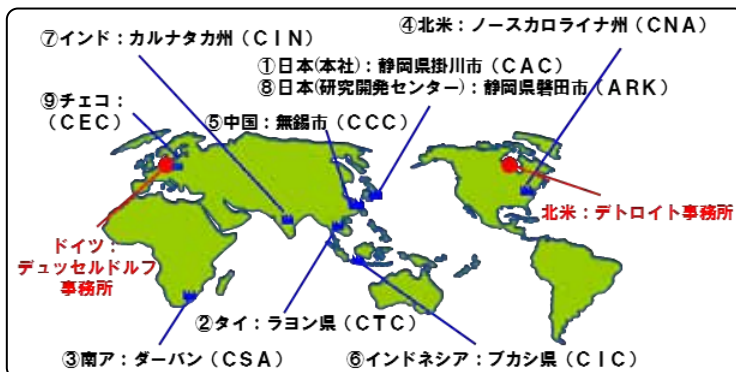 ④北米：ノースカロライナ州（ＣＮＡ）
⑦インド：カルナタカ州（ＣＩＮ）
①日本(本社)：静岡県掛川市（ＣＡＣ）
⑧日本(研究開発センター)：静岡県磐田市（ＡＲＫ）
⑨チェコ：
（ＣＥＣ）
⑤中国：無錫市（ＣＣＣ）
北米：デトロイト事務所
ドイツ：
デュッセルドルフ
事務所
②タイ：ラヨン県（ＣＴＣ）
③南ア：ダーバン（ＣＳＡ）
⑥インドネシア：ブカシ県（ＣＩＣ）